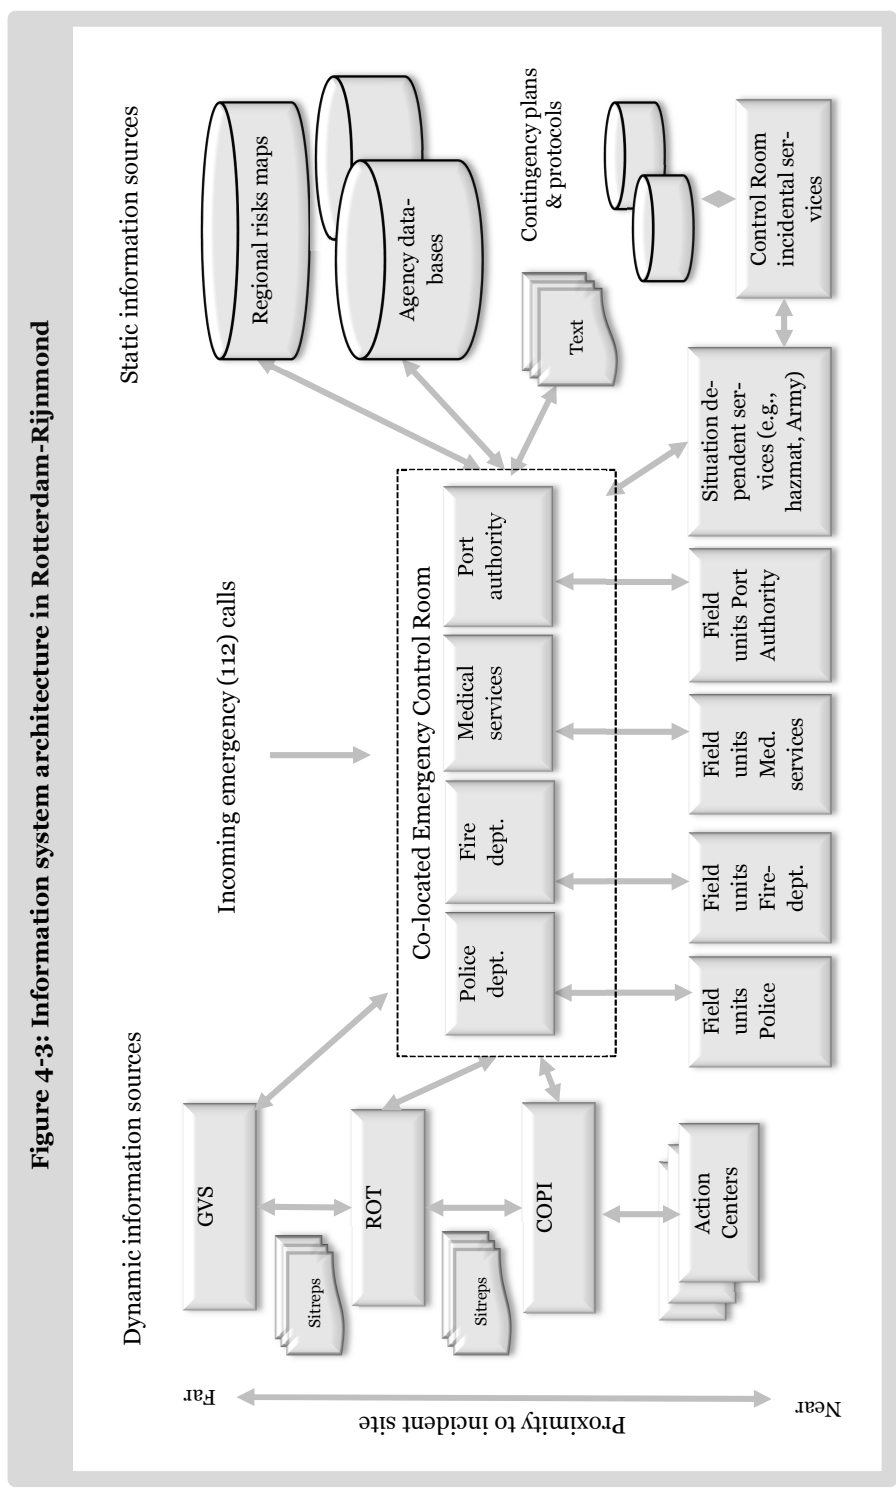 Figure 4-3: Information system architecture in Rotterdam-Rijnmond
Dynamic information sources
Static information sources
Incoming emergency (112) calls
Far
Proximity to incident site
Near
GVS
Sitreps
ROT
Sitreps
COPI
Action
Centers
Co-located Emergency Control Room
Police
dept.
Fire
dept.
Medical
services
Port
authority
Field
units
Police
Field
units
Fire-
dept.
Field
units
Med.
services
Field
units Port
Authority
Situation de-
pendent ser-
vices (e.g.,
hazmat, Army)
Regional risks maps
Agency data-
bases
Text
Contingency plans
& protocols
Control Room
incidental ser-
vices